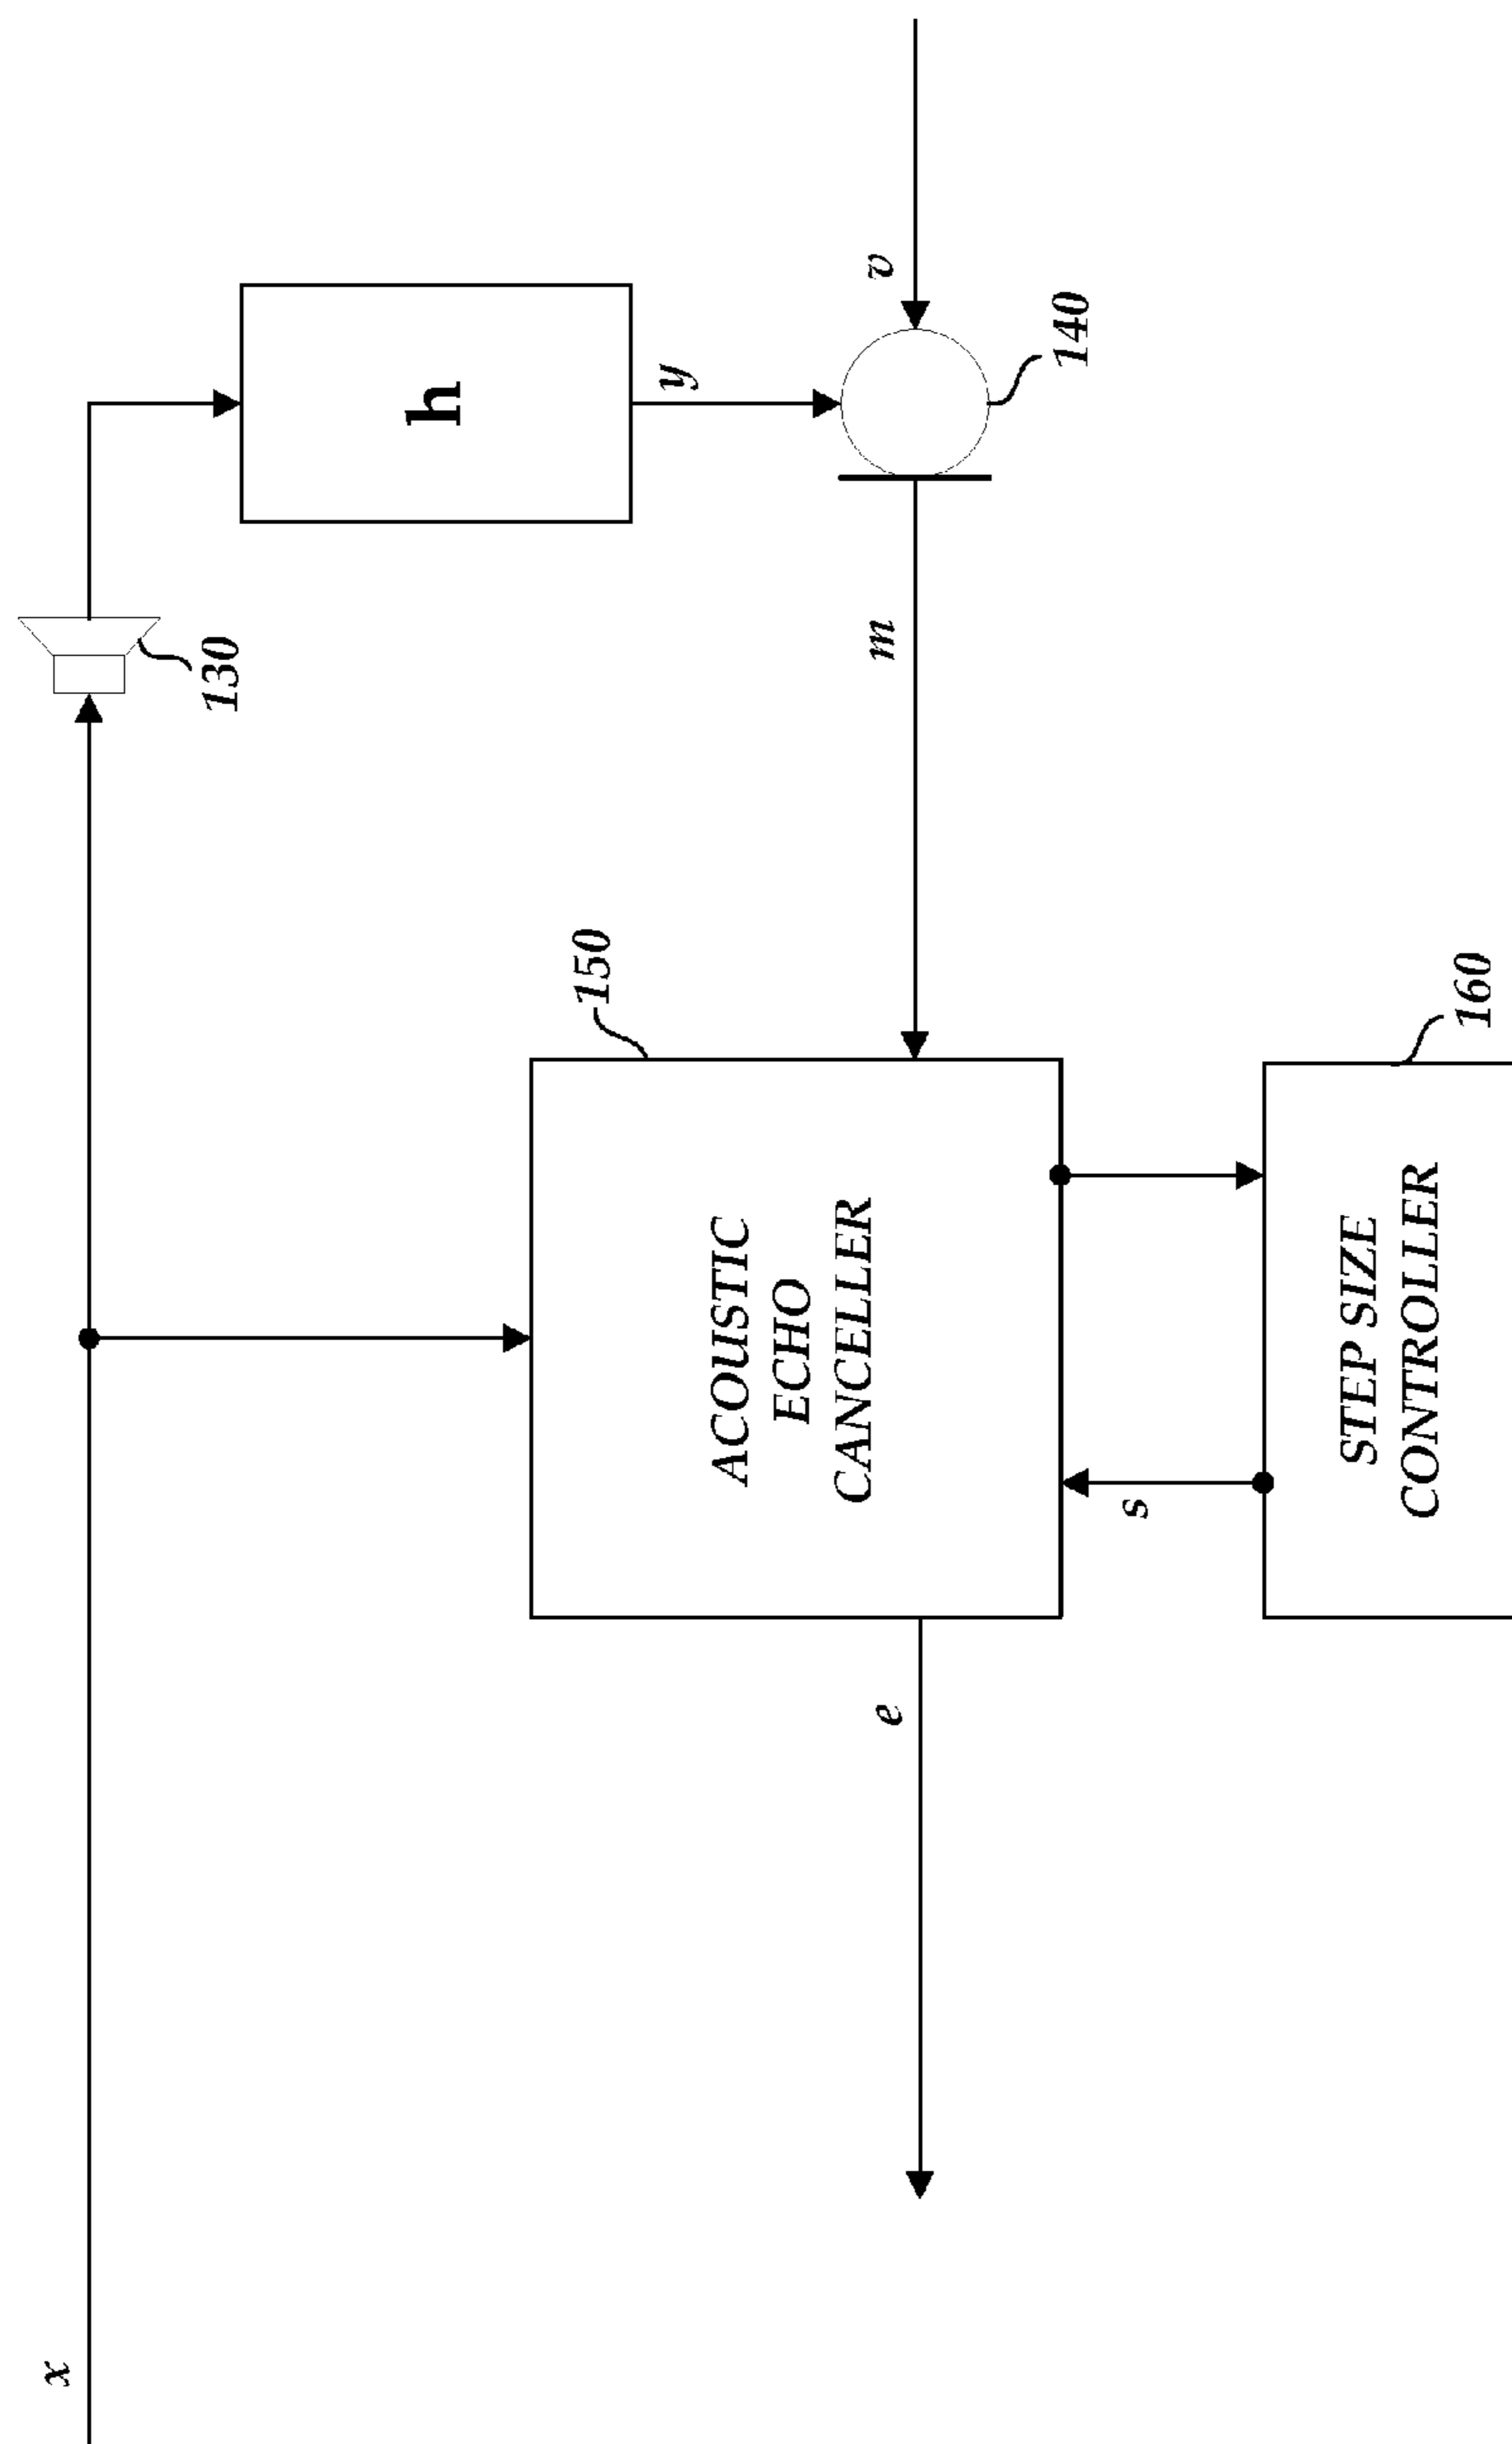 x
130
h
y
v
140
m
150
ACOUSTIC
ECHO
CANCELLER
e
s
160
STEP SIZE
CONTROLLER